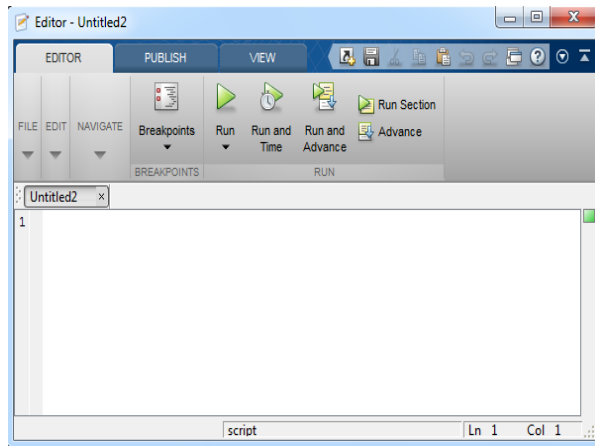 Editor - Untitled2
EDITOR PUBLISH VIEW
FILE EDIT NAVIGATE Breakpoints Run Run and Time Run and Advance Run Section
Advance
BREAKPOINTS RUN
Untitled2
1
script Ln 1 Col 1